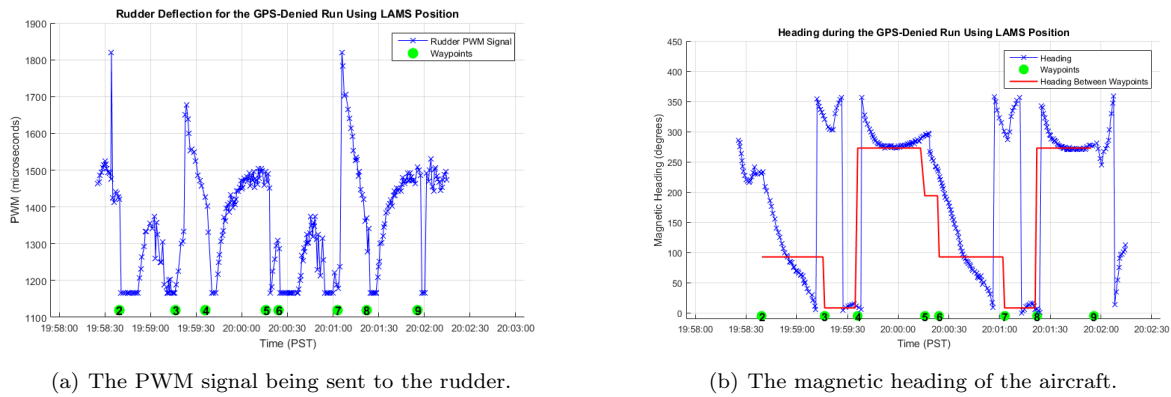 Rudder Deflection for the GPS-Denied Run Using LAMS Position
1900
1800
1700
1600
1500
1400
1300
1200
1100
PWM (microseconds)
Rudder PWM Signal
Waypoints
2 3 4 5 6 7 8 9
19:58:00 19:58:30 19:59:00 19:59:30 20:00:00 20:00:30 20:01:00 20:01:30 20:02:00 20:02:30 20:03:00
Time (PST)
(a) The PWM signal being sent to the rudder.
Heading during the GPS-Denied Run Using LAMS Position
450
400
350
300
250
200
150
100
50
0
Magnetic Heading (degrees)
Heading
Waypoints
Heading Between Waypoints
2 3 4 5 6 7 8 9
19:58:00 19:58:30 19:59:00 19:59:30 20:00:00 20:00:30 20:01:00 20:01:30 20:02:00 20:02:30
Time (PST)
(b) The magnetic heading of the aircraft.